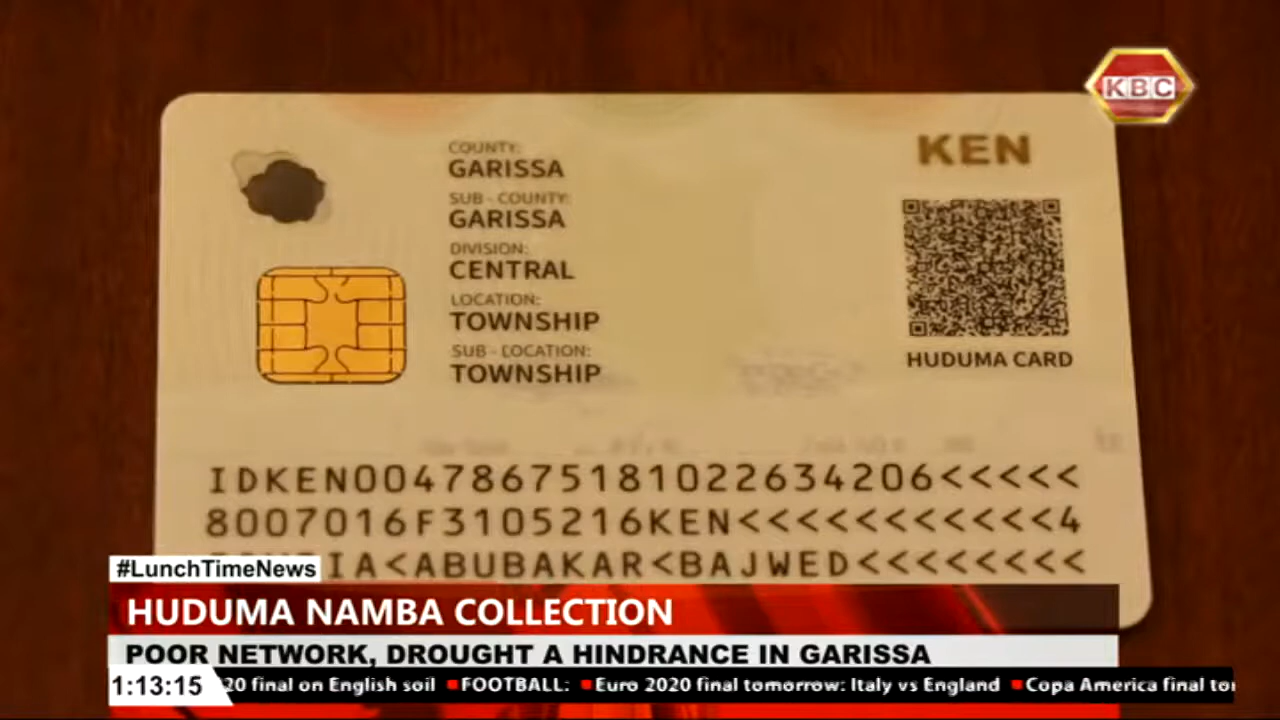 KBC
KEN
COUNTY:
GARISSA
SUB - COUNTY:
GARISSA
DIVISION:
CENTRAL
LOCATION:
TOWNSHIP
SUB - LOCATION:
TOWNSHIP
HUDUMA CARD
IDKEN00478675181022634206<<<<<
8007016F3105216KEN<<<<<<<<<<<4
<ABUBAKAR<BAJWED<<<<<<<<
#LunchTimeNews
HUDUMA NAMBA COLLECTION
POOR NETWORK, DROUGHT A HINDRANCE IN GARISSA
1:13:15 20 final on English soil ▪FOOTBALL: ▪Euro 2020 final tomorrow: Italy vs England ▪Copa America final